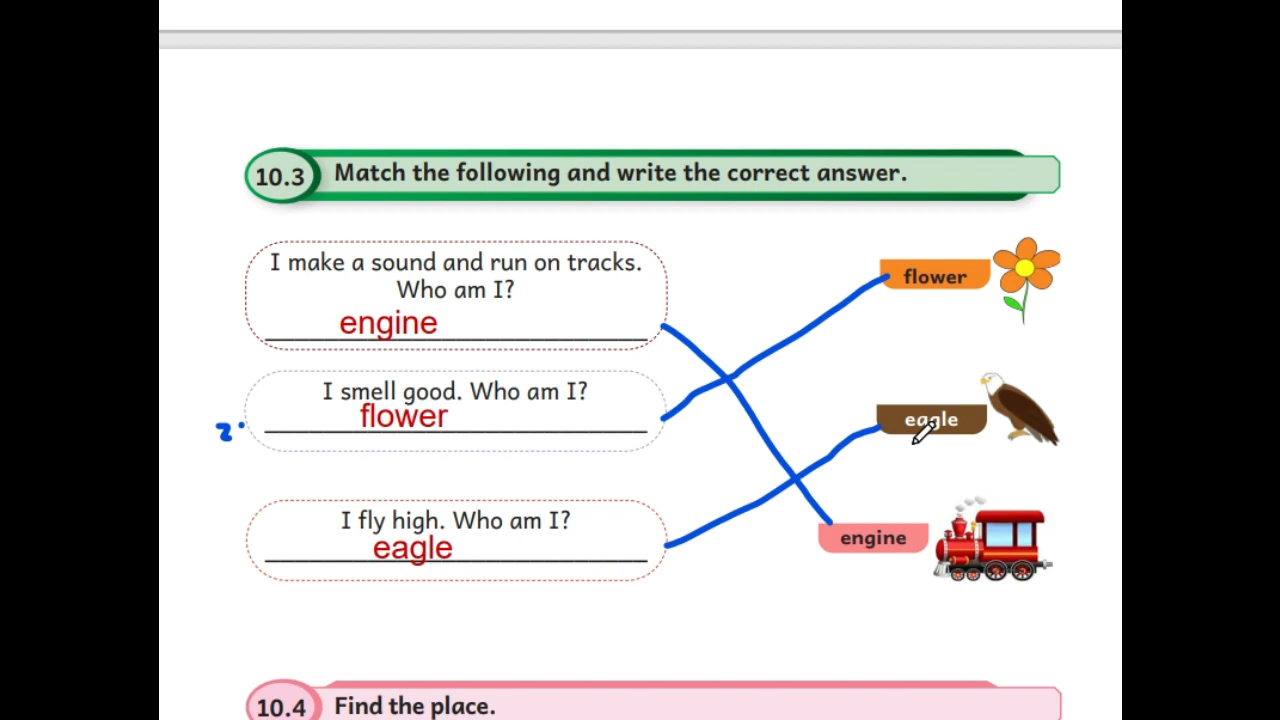 10.3 Match the following and write the correct answer.
I make a sound and run on tracks.
Who am I?
engine
flower
I smell good. Who am I?
flower
2.
eagle
I fly high. Who am I?
eagle
engine
10.4 Find the place.